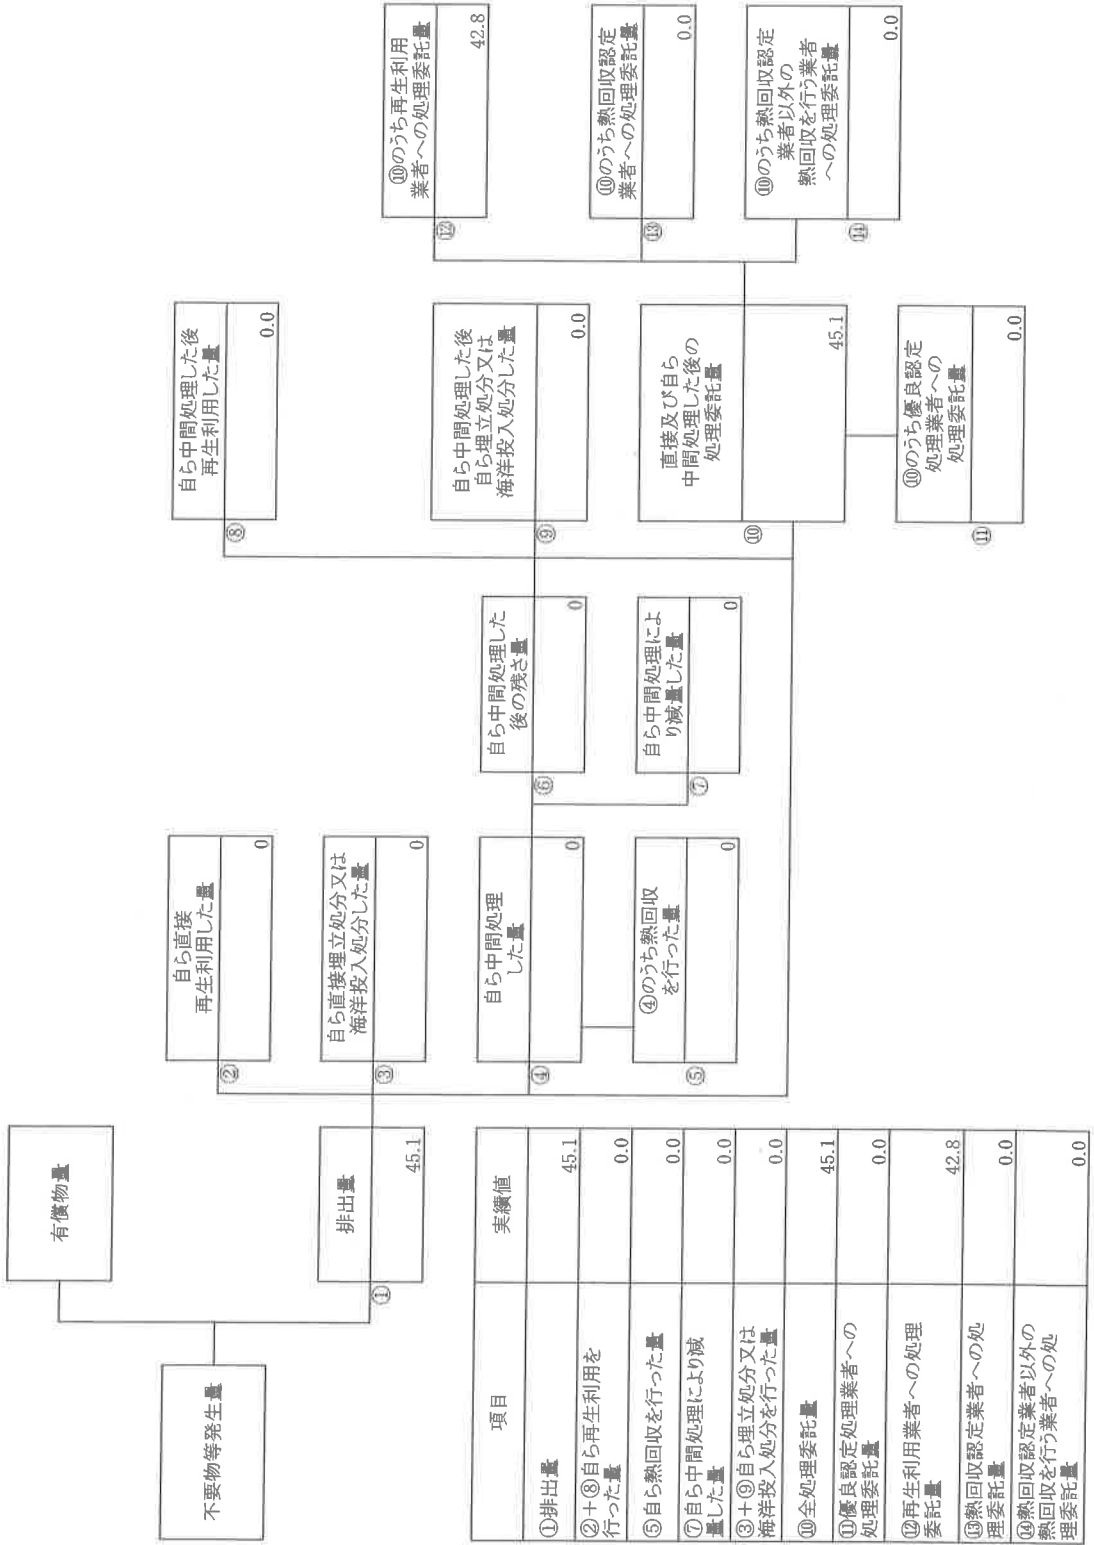 不要物等発生量
有償物量
①
排出量
45.1
②
自ら直接
再生利用した量
0
③
自ら直接埋立処分又は
海洋投入処分した量
0
④
自ら中間処理
した量
0
⑤
④のうち熱回収
を行った量
0
⑥
自ら中間処理した
後の残さ量
0
⑦
自ら中間処理によ
り減量した量
0
⑧
自ら中間処理した後
再生利用した量
0.0
⑨
自ら中間処理した後
自ら埋立処分又は
海洋投入処分した量
0.0
⑩
直接及び自ら
中間処理した後の
処理委託量
45.1
⑪
⑩のうち優良認定
処理業者への
処理委託量
0.0
⑫
⑩のうち再生利用
業者への処理委託量
42.8
⑬
⑩のうち熱回収認定
業者への処理委託量
0.0
⑭
⑩のうち熱回収認定
業者以外の
熱回収を行う業者
への処理委託量
0.0
項目 実績値
①排出量 45.1
②+⑧自ら再生利用を
行った量 0.0
⑤自ら熱回収を行った量 0.0
⑦自ら中間処理により減
量した量 0.0
③+⑨自ら埋立処分又は
海洋投入処分を行った量 0.0
⑩全処理委託量 45.1
⑪優良認定処理業者への
処理委託量 0.0
⑫再生利用業者への処理
委託量 42.8
⑬熱回収認定業者への処
理委託量 0.0
⑭熱回収認定業者以外の
熱回収を行う業者への処
理委託量 0.0